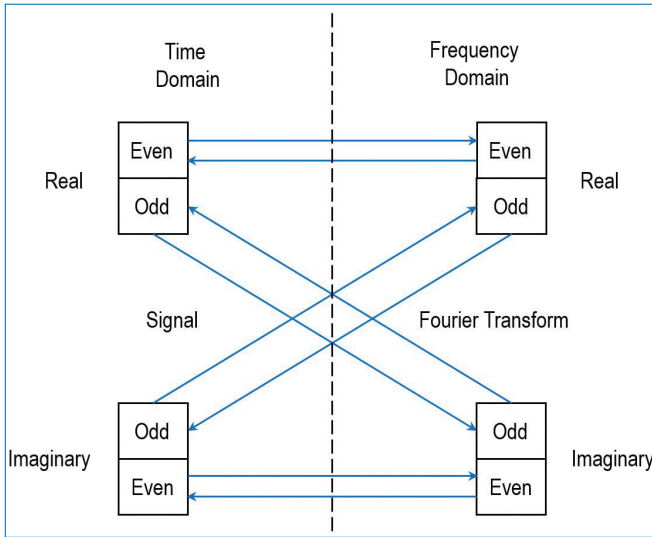 Time
Domain
Frequency
Domain
Even
Even
Real
Real
Odd
Odd
Signal
Fourier Transform
Odd
Odd
Imaginary
Imaginary
Even
Even